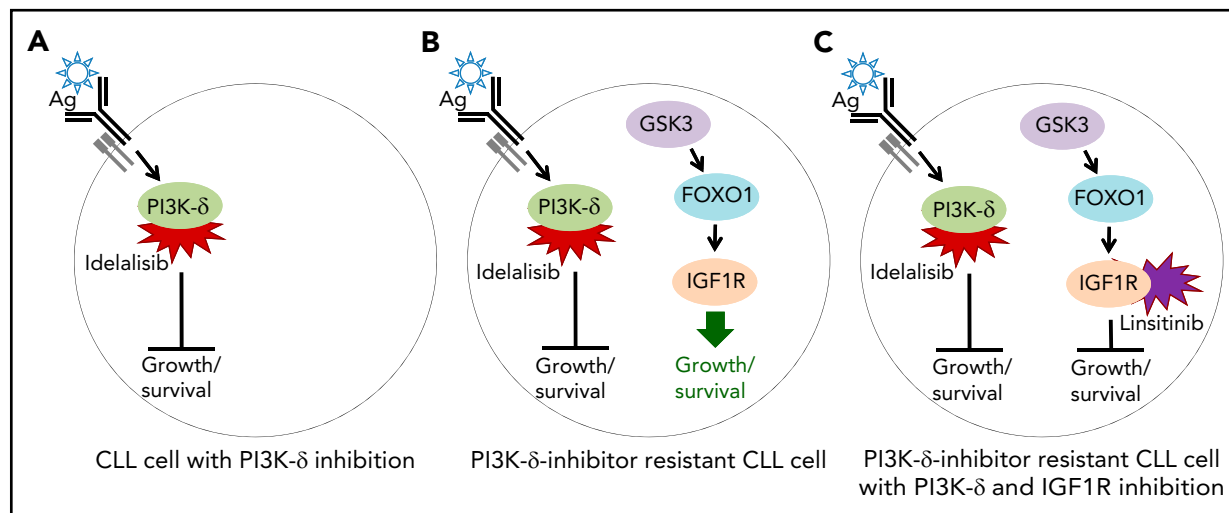 A
Ag
PI3K-δ
Idelalisib
Growth/
survival
CLL cell with PI3K-δ inhibition
B
Ag
GSK3
PI3K-δ
FOXO1
Idelalisib
IGF1R
Growth/
survival
Growth/
survival
PI3K-δ-inhibitor resistant CLL cell
C
Ag
GSK3
PI3K-δ
FOXO1
Idelalisib
IGF1R
Linsitinib
Growth/
survival
Growth/
survival
PI3K-δ-inhibitor resistant CLL cell
with PI3K-δ and IGF1R inhibition